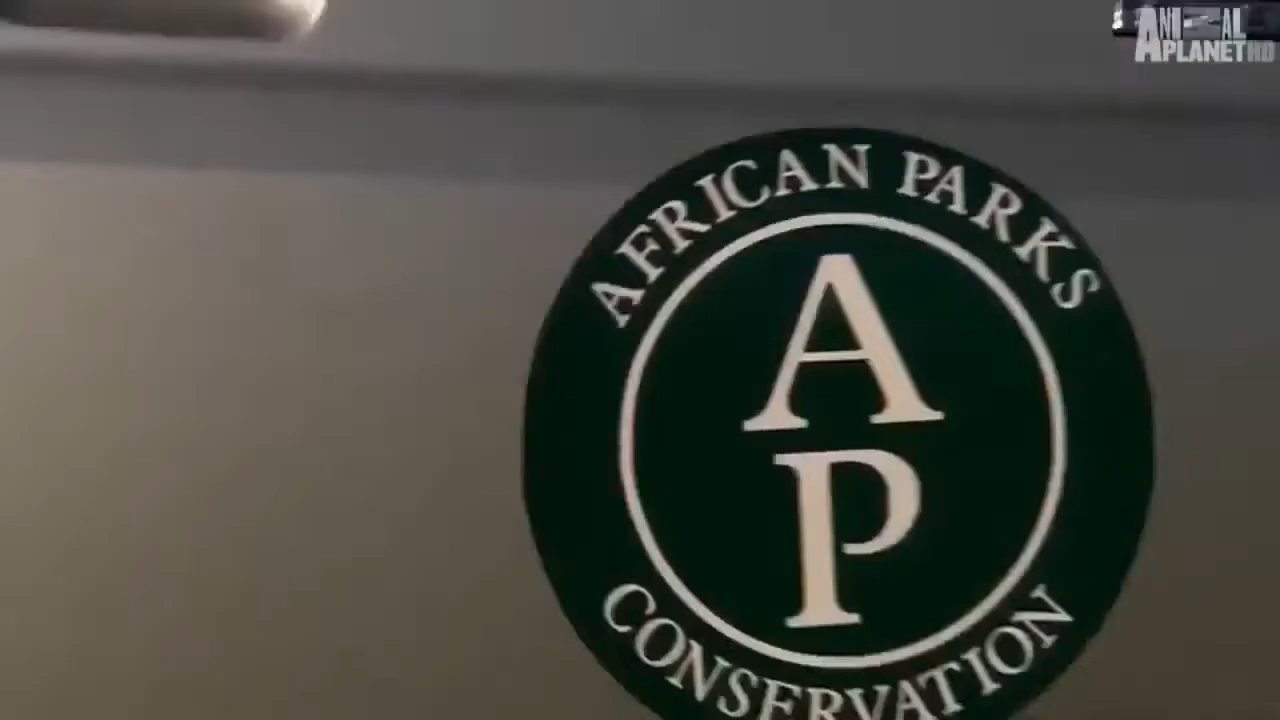 ANIMAL
PLANET HD
AFRICAN PARKS
A
P
CONSERVATION